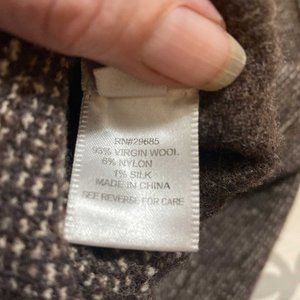 RN#29685
93% VIRGIN WOOL
6% NYLON
1% SILK
MADE IN CHINA
SEE REVERSE FOR CARE